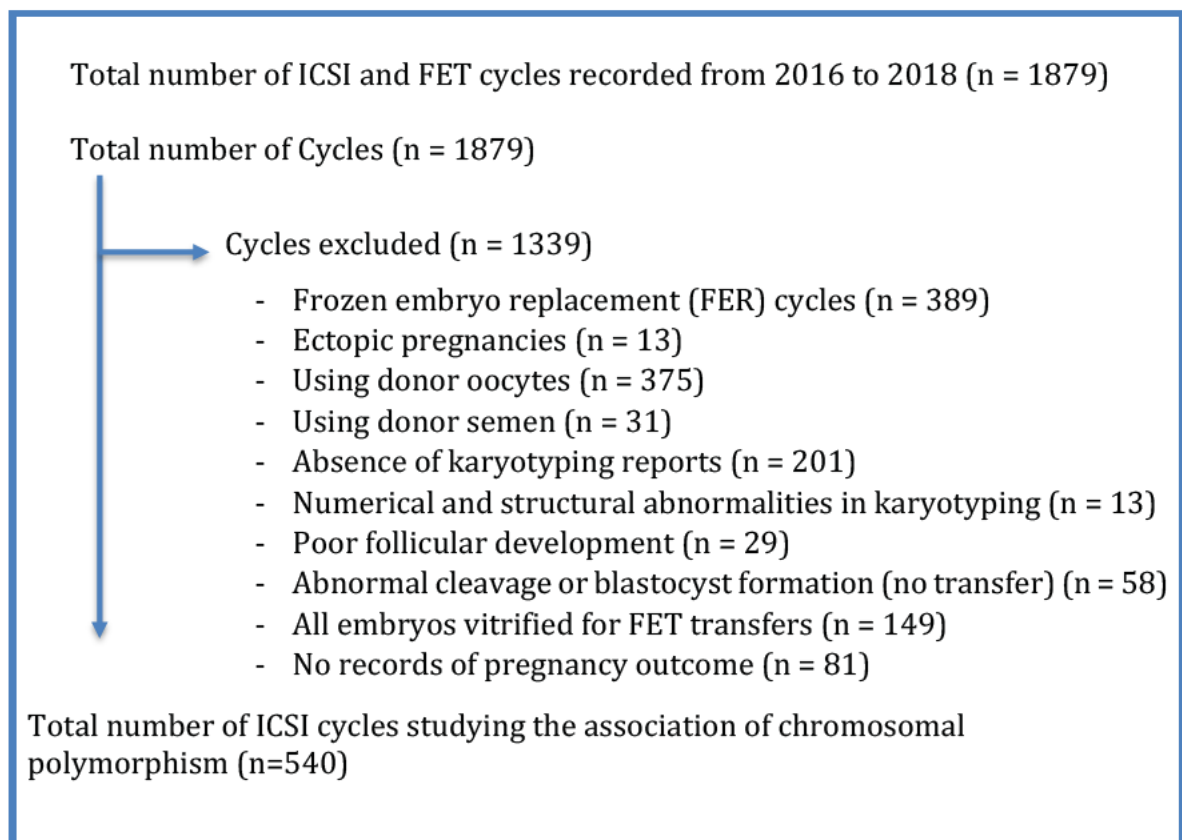 Total number of ICSI and FET cycles recorded from 2016 to 2018 (n = 1879)
Total number of Cycles (n = 1879)
Cycles excluded (n = 1339)
- Frozen embryo replacement (FER) cycles (n = 389)
- Ectopic pregnancies (n = 13)
- Using donor oocytes (n = 375)
- Using donor semen (n = 31)
- Absence of karyotyping reports (n = 201)
- Numerical and structural abnormalities in karyotyping (n = 13)
- Poor follicular development (n = 29)
- Abnormal cleavage or blastocyst formation (no transfer) (n = 58)
- All embryos vitrified for FET transfers (n = 149)
- No records of pregnancy outcome (n = 81)
Total number of ICSI cycles studying the association of chromosomal
polymorphism (n=540)